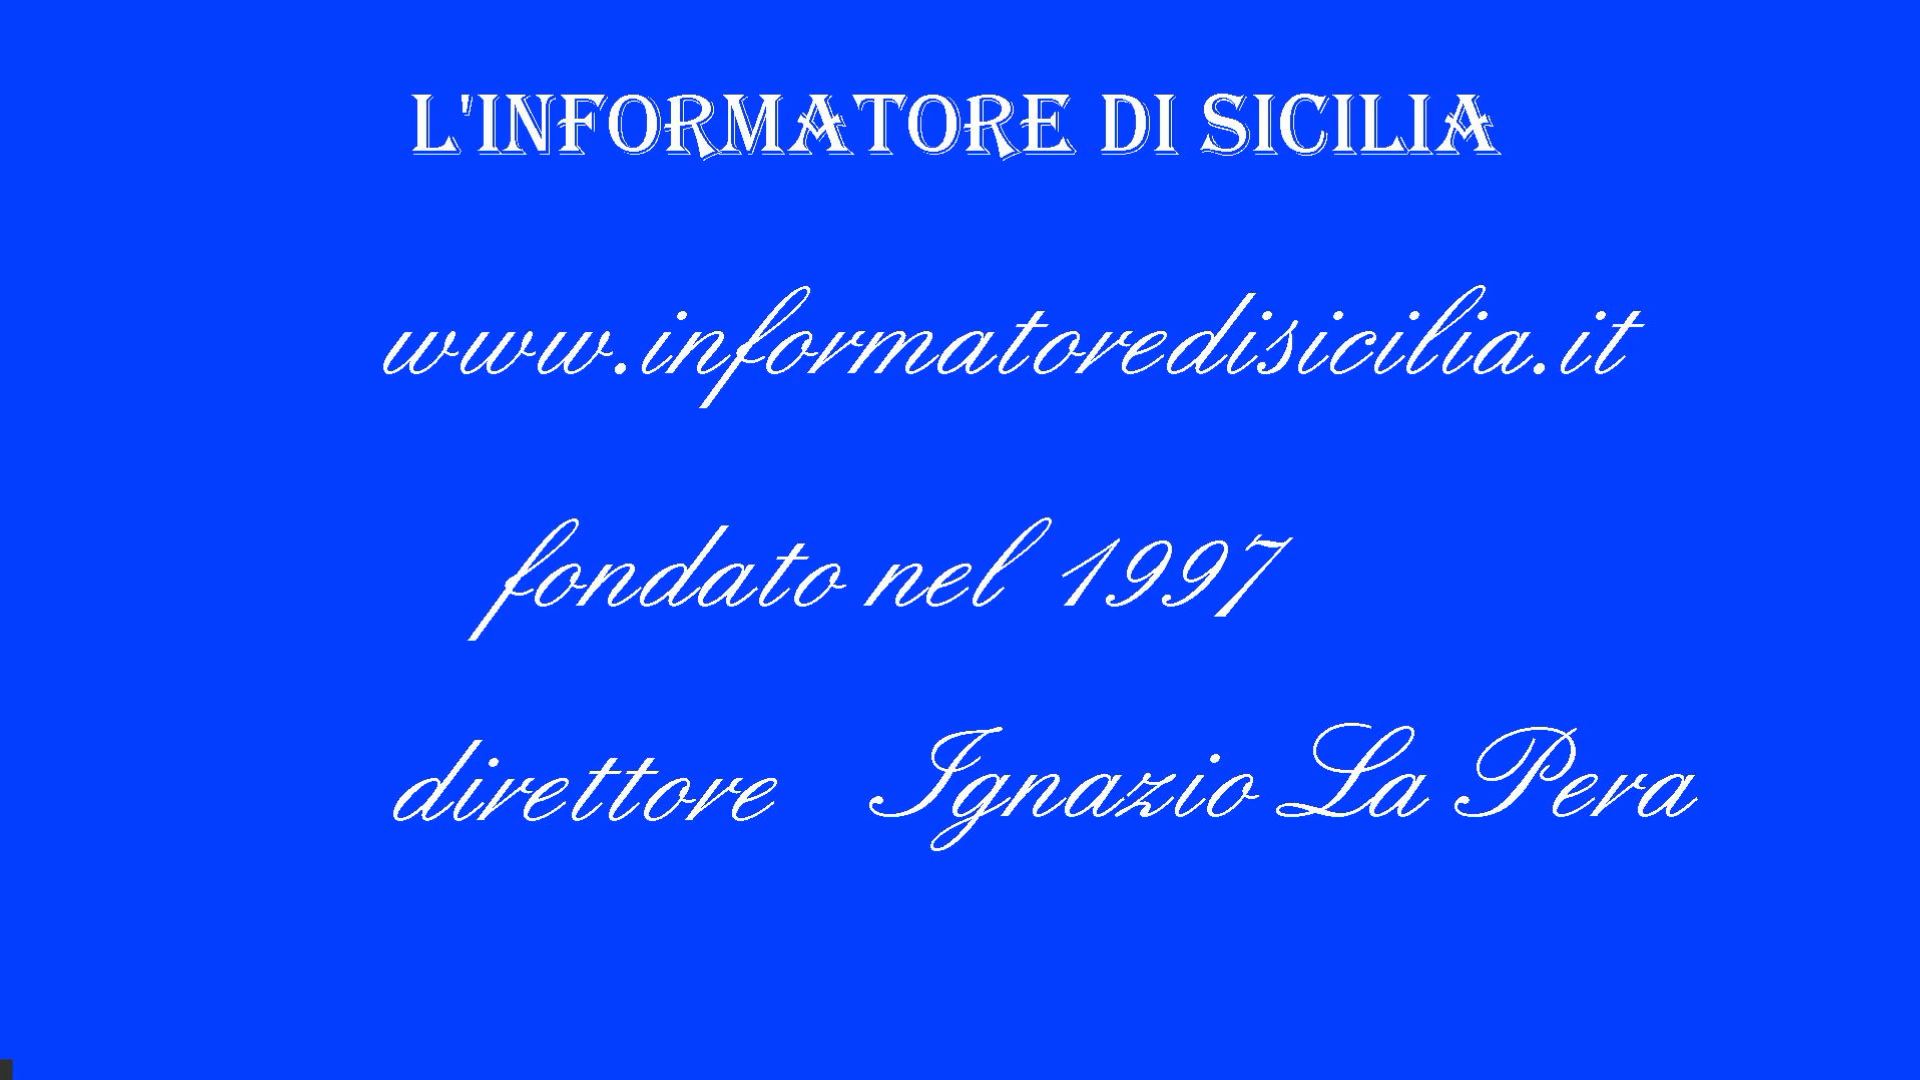 L'INFORMATORE DI SICILIA
www.informatoredisicilia.it
fondato nel 1997
direttore Ignazio La Pera